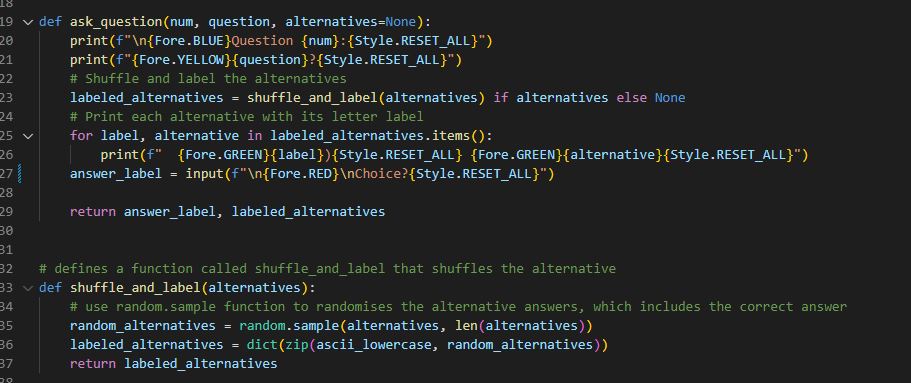 18
19 def ask_question(num, question, alternatives=None):
20     print(f"\n{Fore.BLUE}Question {num}:{Style.RESET_ALL}")
21     print(f"{Fore.YELLOW}{question}?{Style.RESET_ALL}")
22     # Shuffle and label the alternatives
23     labeled_alternatives = shuffle_and_label(alternatives) if alternatives else None
24     # Print each alternative with its letter label
25     for label, alternative in labeled_alternatives.items():
26         print(f"  {Fore.GREEN}{label}){Style.RESET_ALL} {Fore.GREEN}{alternative}{Style.RESET_ALL}")
27     answer_label = input(f"\n{Fore.RED}\nChoice?{Style.RESET_ALL}")
28
29     return answer_label, labeled_alternatives
30
31
32 # defines a function called shuffle_and_label that shuffles the alternative
33 def shuffle_and_label(alternatives):
34     # use random.sample function to randomises the alternative answers, which includes the correct answer
35     random_alternatives = random.sample(alternatives, len(alternatives))
36     labeled_alternatives = dict(zip(ascii_lowercase, random_alternatives))
37     return labeled_alternatives
38